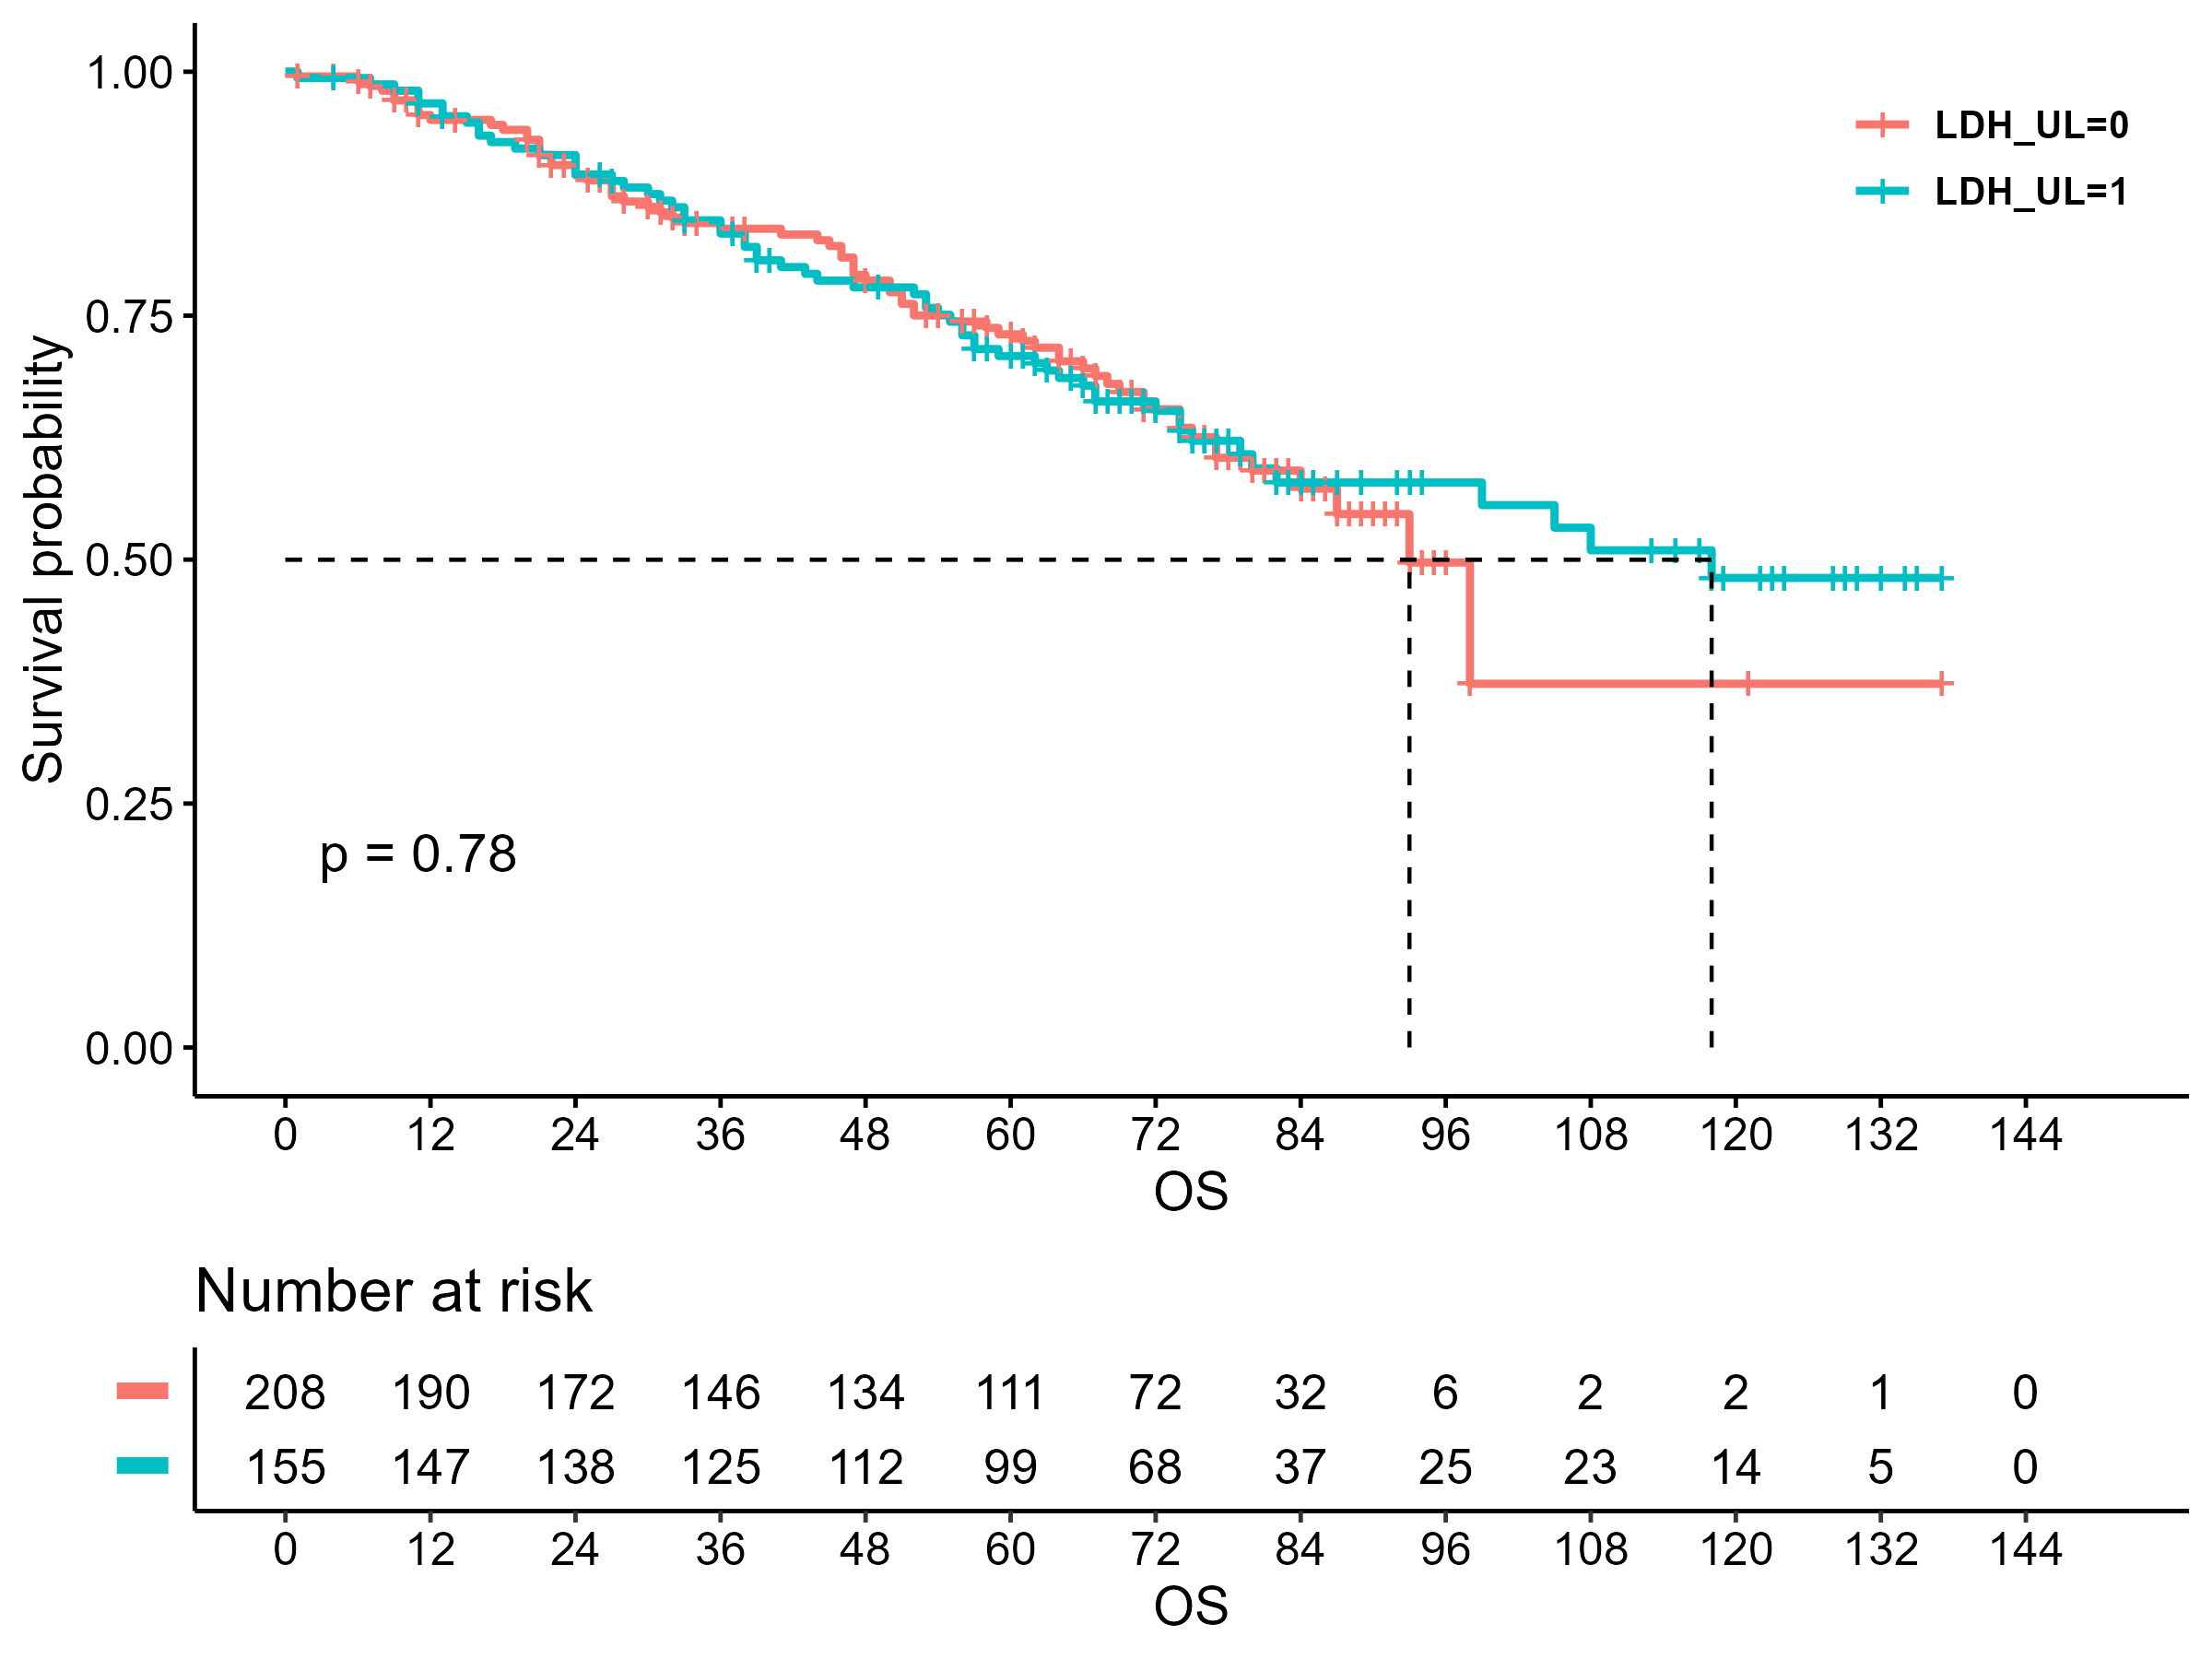 1.00
0.75
0.50
0.25
0.00
Survival probability
LDH_UL=0
LDH_UL=1
p = 0.78
0 12 24 36 48 60 72 84 96 108 120 132 144
OS
Number at risk
208 190 172 146 134 111 72 32 6 2 2 1 0
155 147 138 125 112 99 68 37 25 23 14 5 0
0 12 24 36 48 60 72 84 96 108 120 132 144
OS